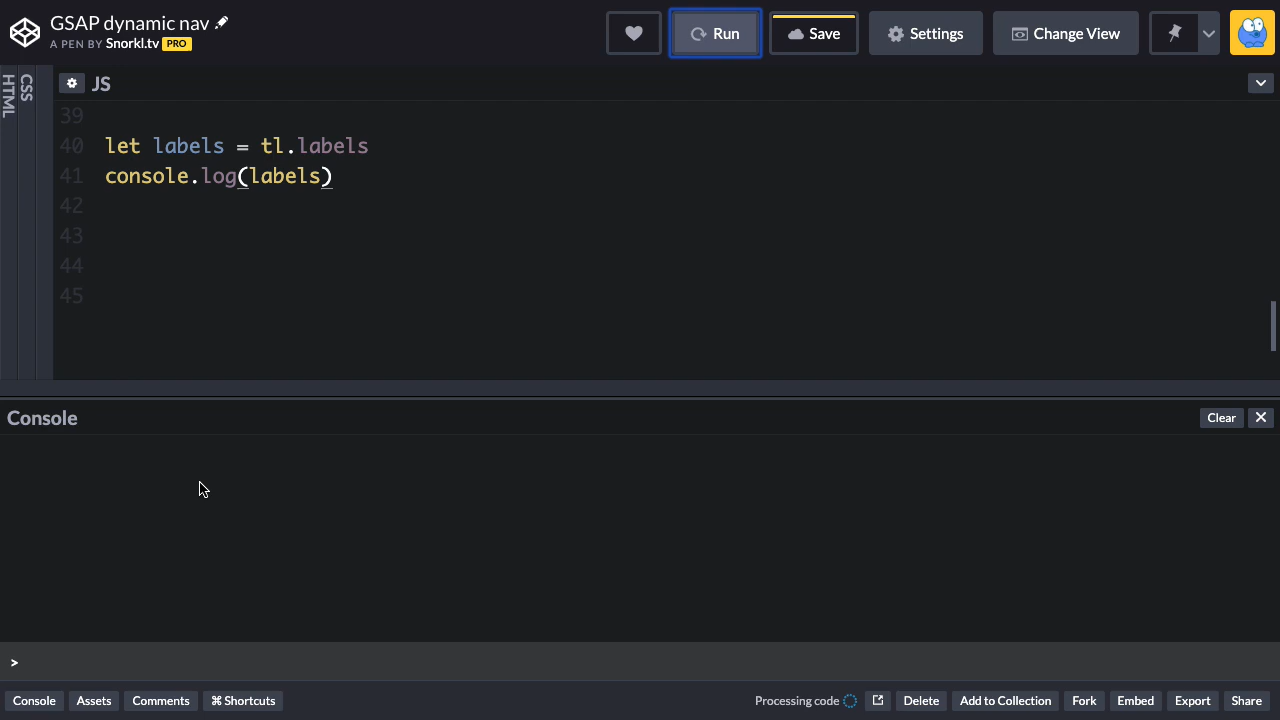 GSAP dynamic nav
A PEN BY Snorkl.tv PRO
Run
Save
Settings
Change View
HTML
CSS
JS
39
40 let labels = tl.labels
41 console.log(labels)
42
43
44
45
Console
Clear
>
Console
Assets
Comments
⌘ Shortcuts
Processing code
Delete
Add to Collection
Fork
Embed
Export
Share